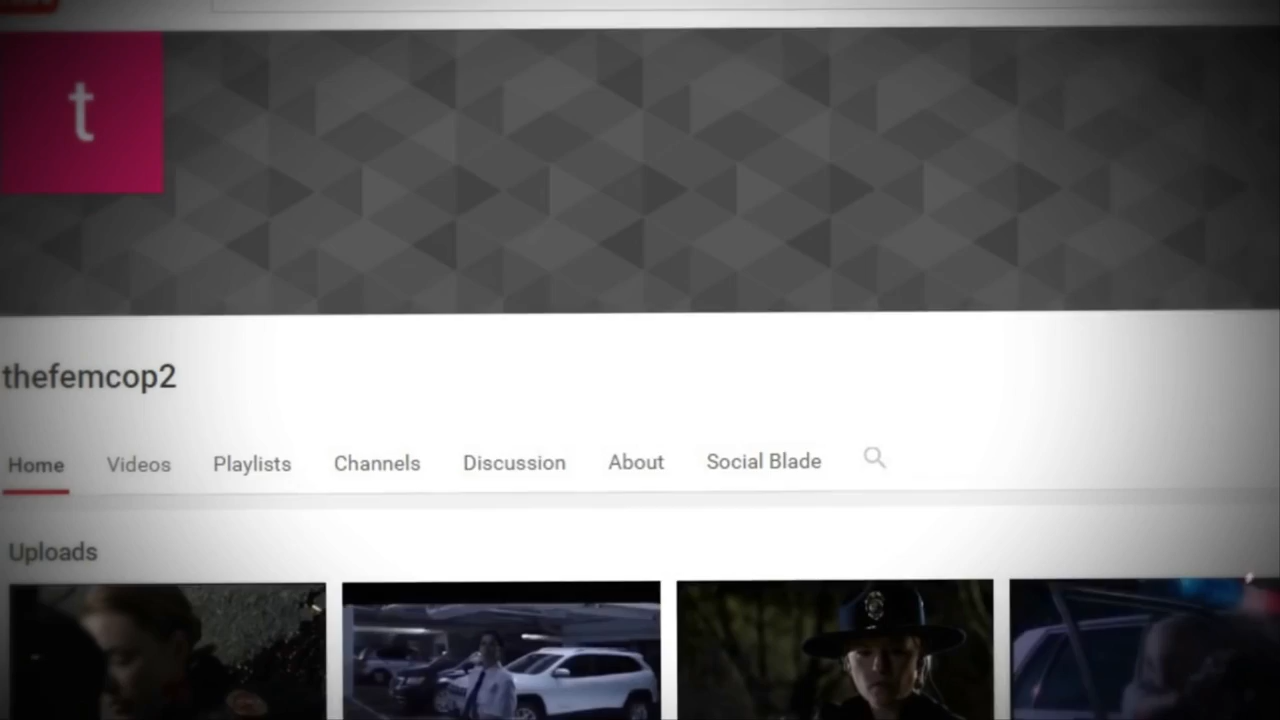 t
thefemcop2
Home Videos Playlists Channels Discussion About Social Blade
Uploads